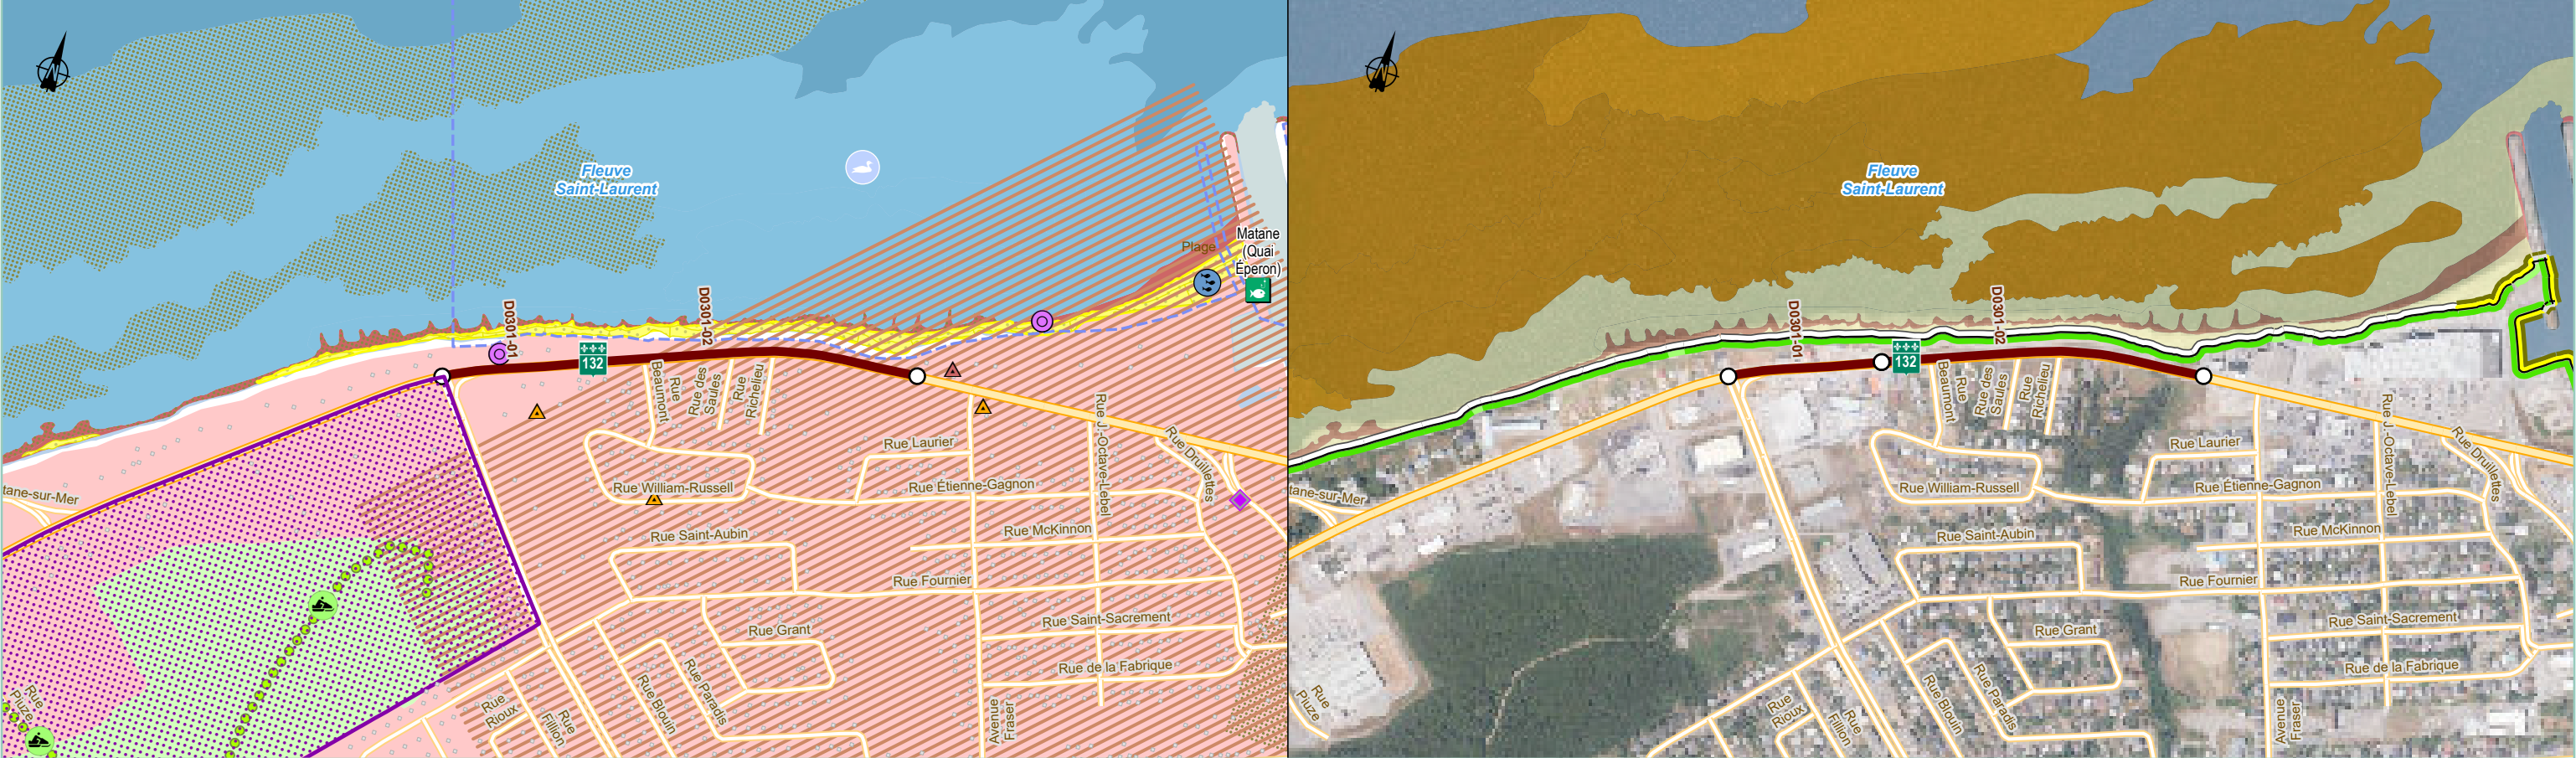 Fleuve
Saint-Laurent
Plage
Matane
(Quai
Éperon)
D0301-01
D0301-02
132
Rue
Beaumont
Rue des
Saules
Rue
Richelieu
Rue J.-Octave-Lebel
Rue Druillettes
Rue Laurier
Rue William-Russell
Rue Étienne-Gagnon
tane-sur-Mer
Rue Saint-Aubin
Rue McKinnon
Rue Fournier
Rue Grant
Rue Saint-Sacrement
Rue de la Fabrique
Rue
Pluze
Rue
Rioux
Rue
Fillion
Rue Blouin
Rue Paradis
Avenue
Fraser
N
Fleuve
Saint-Laurent
D0301-01
D0301-02
132
Rue
Beaumont
Rue des
Saules
Rue
Richelieu
Rue J.-Octave-Lebel
Rue Druillettes
Rue Laurier
Rue William-Russell
Rue Étienne-Gagnon
tane-sur-Mer
Rue Saint-Aubin
Rue McKinnon
Rue Fournier
Rue Grant
Rue Saint-Sacrement
Rue de la Fabrique
Rue
Pluze
Rue
Rioux
Rue
Fillion
Rue Blouin
Rue Paradis
Avenue
Fraser